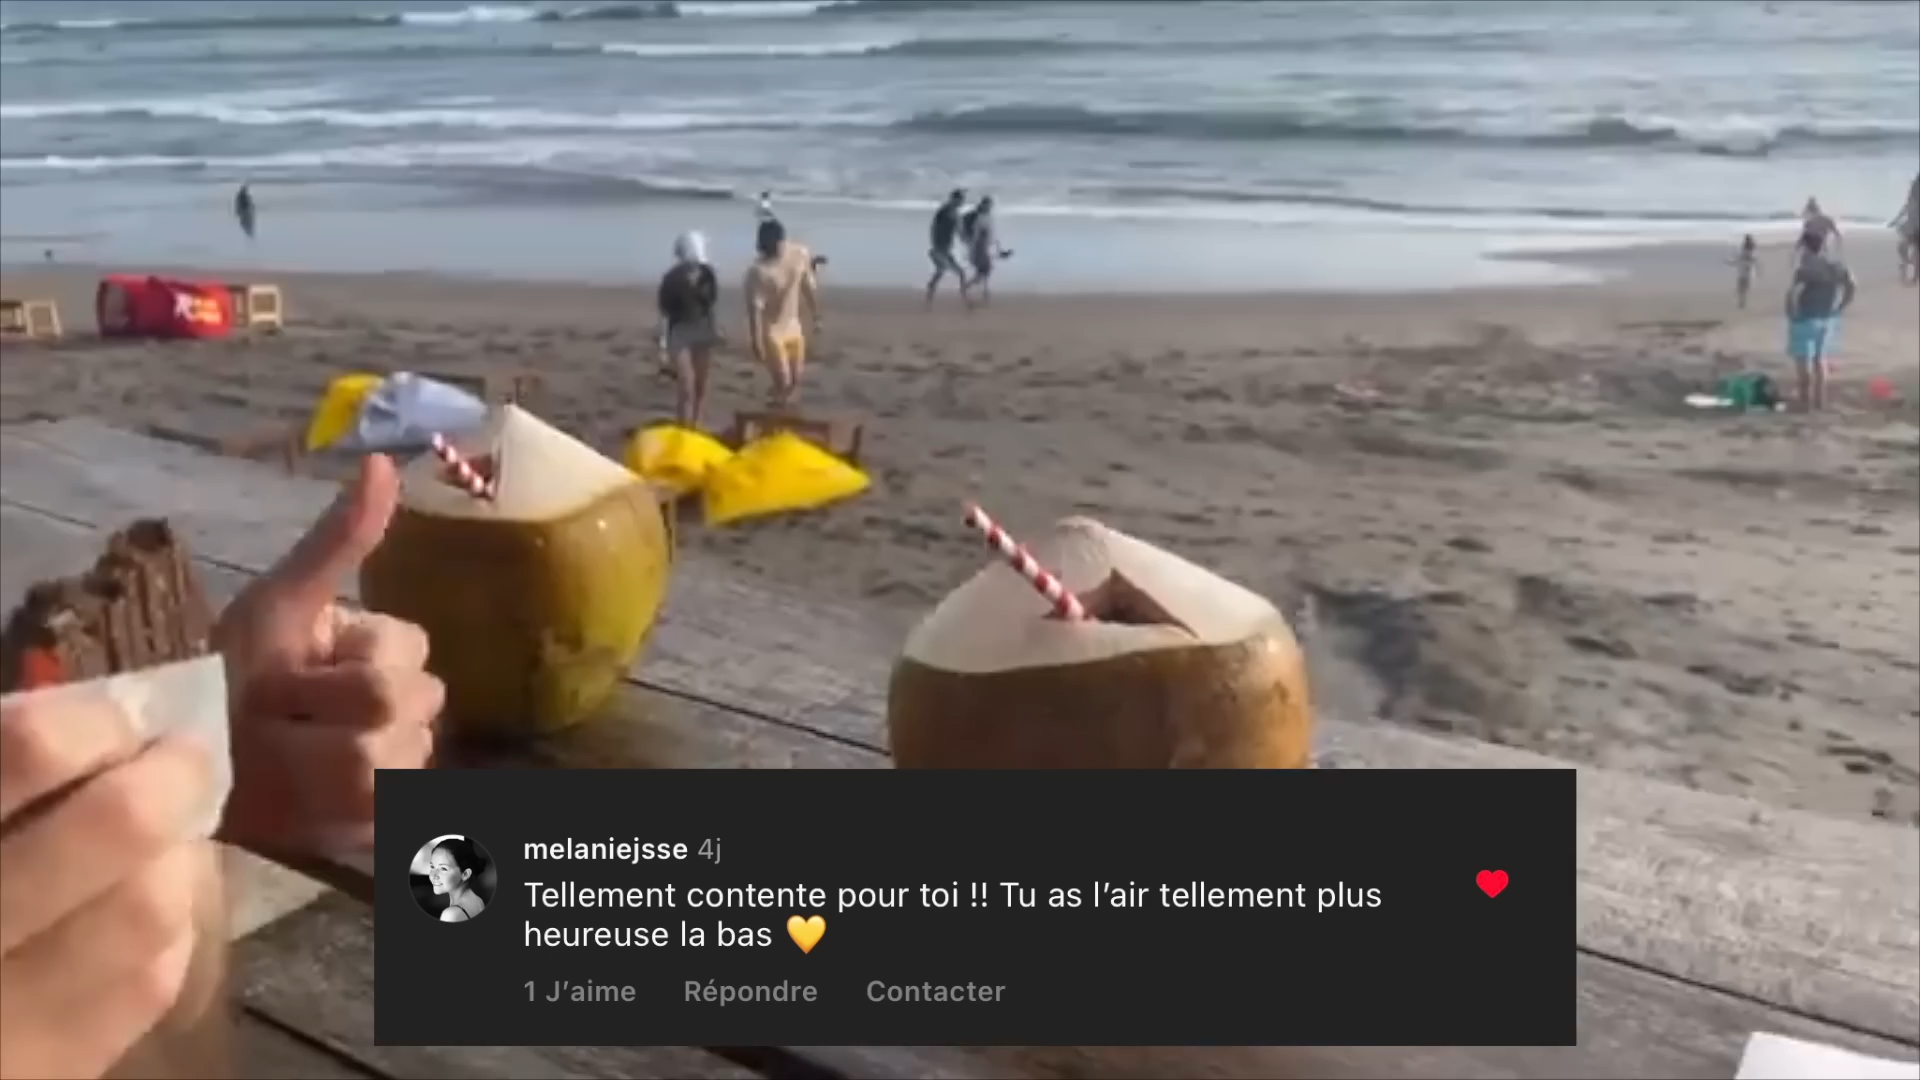 melaniejsse 4j
Tellement contente pour toi !! Tu as l’air tellement plus
heureuse la bas 💛
1 J’aime Répondre Contacter